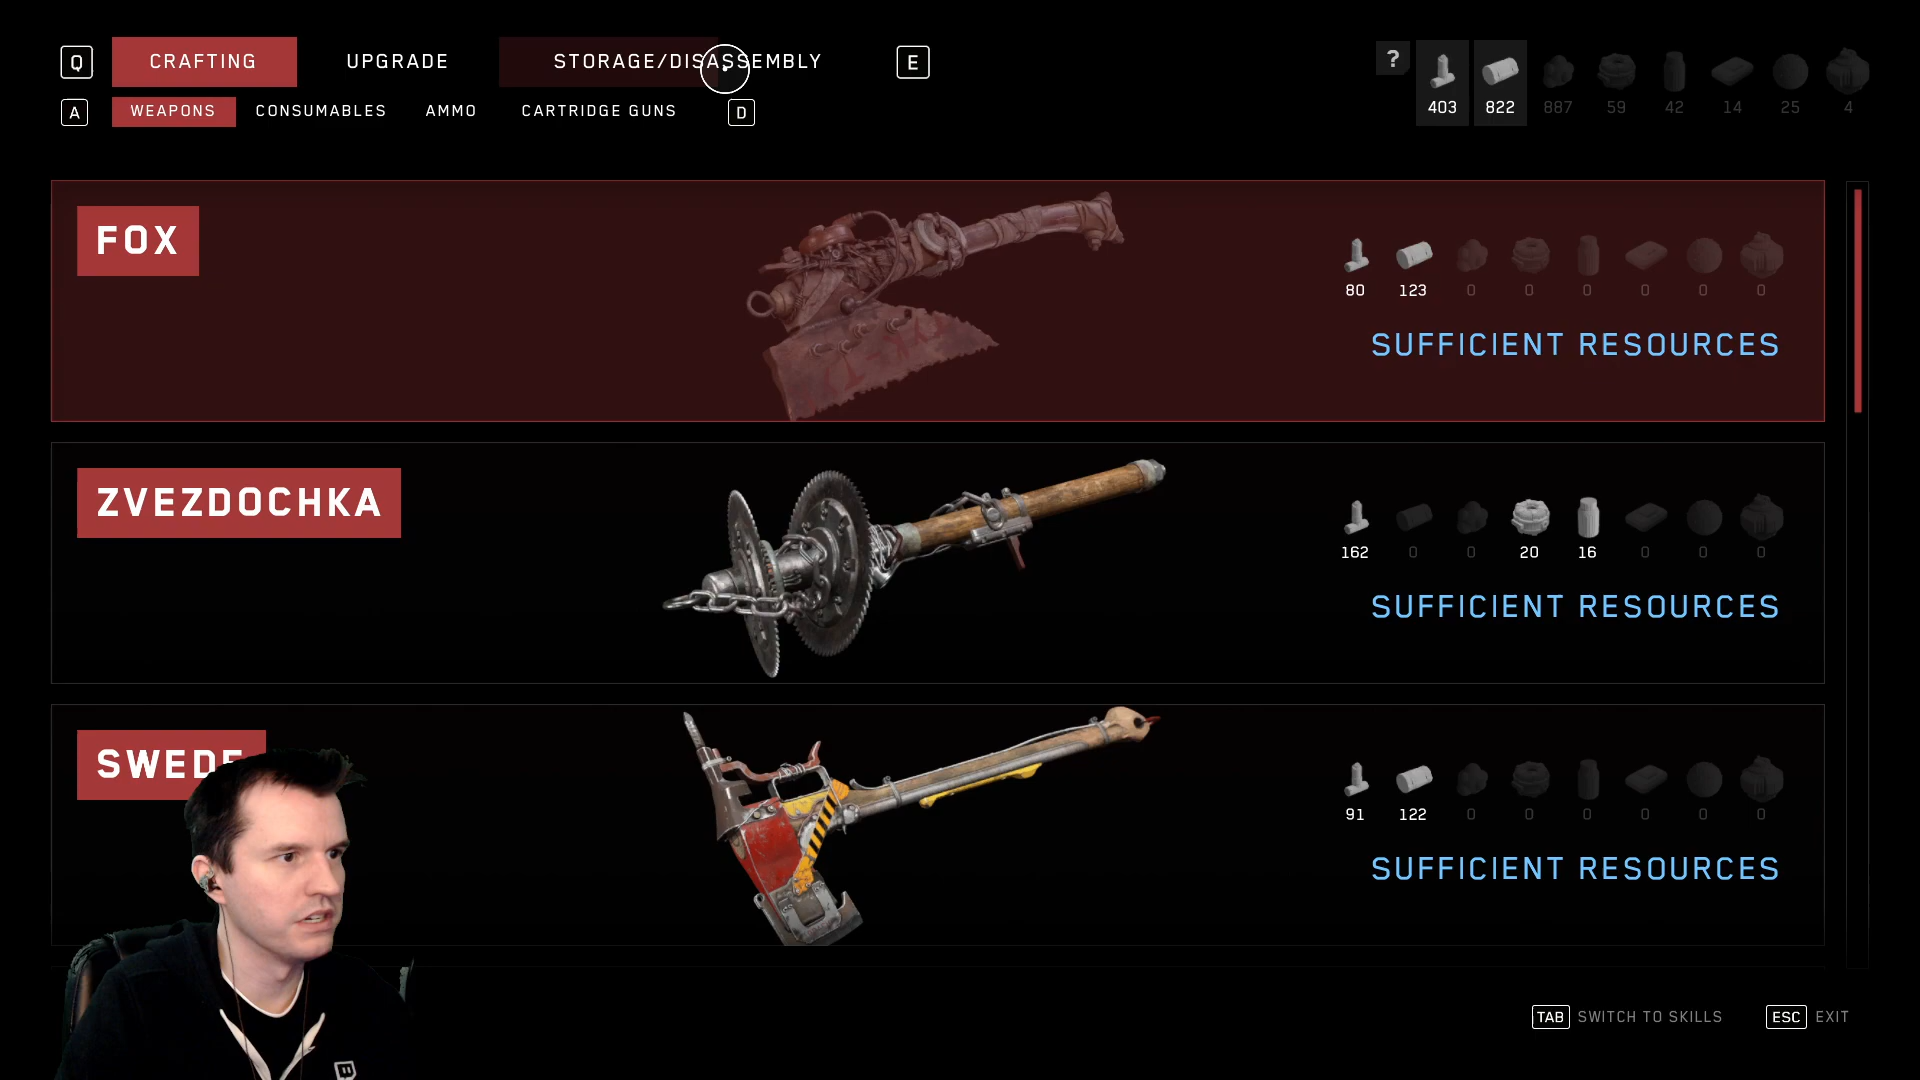 Q CRAFTING UPGRADE STORAGE/DISASSEMBLY E
A WEAPONS CONSUMABLES AMMO CARTRIDGE GUNS D
?
403 822 887 59 42 14 25 4
FOX
80 123 0 0 0 0 0 0
SUFFICIENT RESOURCES
ZVEZDOCHKA
162 0 0 20 16 0 0 0
SUFFICIENT RESOURCES
SWEDE
91 122 0 0 0 0 0 0
SUFFICIENT RESOURCES
TAB SWITCH TO SKILLS ESC EXIT